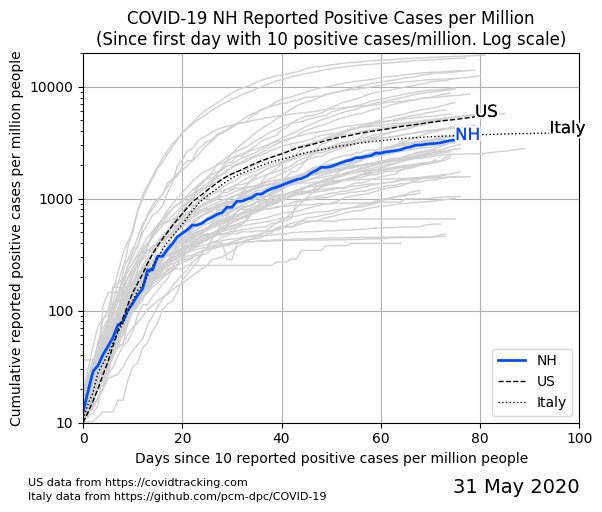 COVID-19 NH Reported Positive Cases per Million
(Since first day with 10 positive cases/million. Log scale)
Cumulative reported positive cases per million people
10000
1000
100
10
US
NH
Italy
NH
US
Italy
0 20 40 60 80 100
Days since 10 reported positive cases per million people
US data from https://covidtracking.com
Italy data from https://github.com/pcm-dpc/COVID-19
31 May 2020